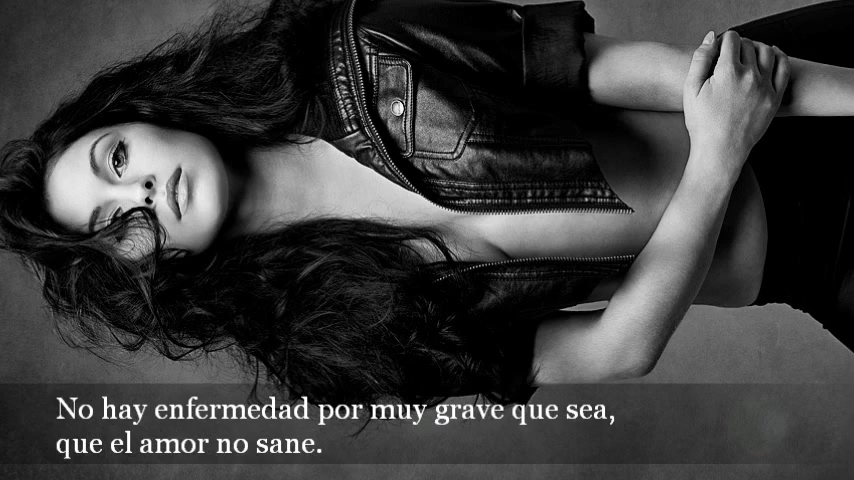 No hay enfermedad por muy grave que sea,
que el amor no sane.